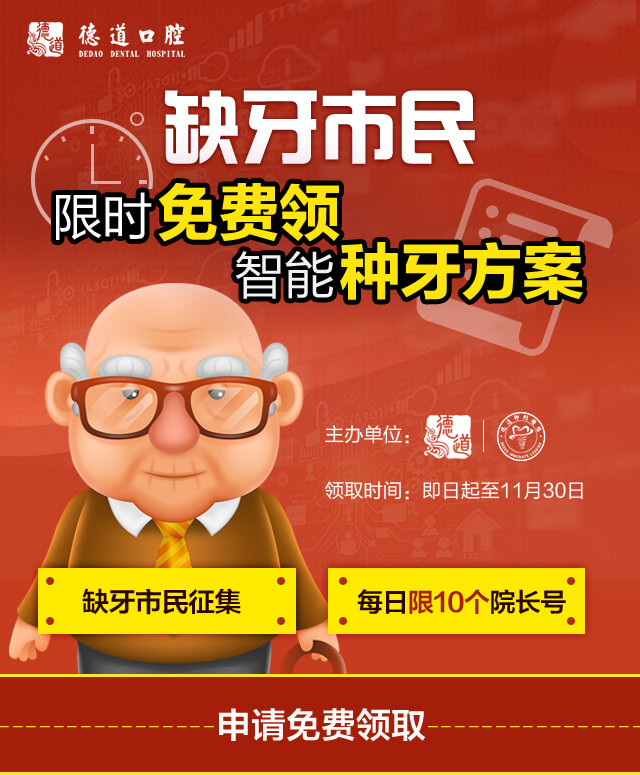 德道口腔
DEDAO DENTAL HOSPITAL
缺牙市民
限时免费领
智能种牙方案
主办单位：德道
领取时间：即日起至11月30日
缺牙市民征集
每日限10个院长号
申请免费领取